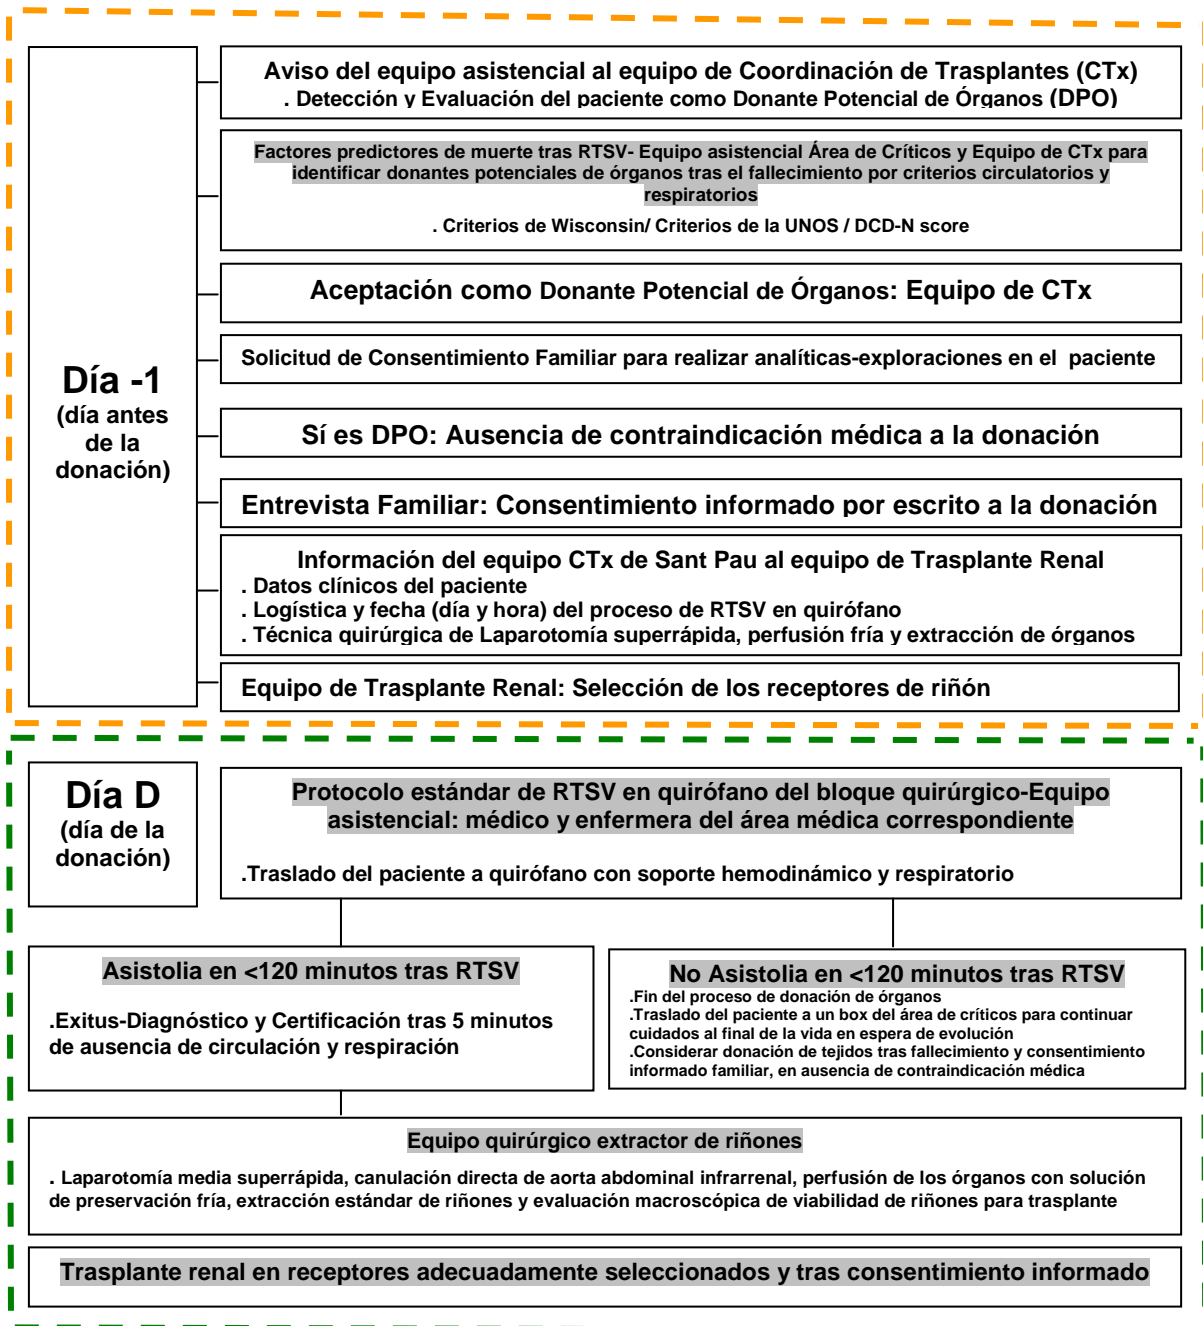 Aviso del equipo asistencial al equipo de Coordinación de Trasplantes (CTx)
. Detección y Evaluación del paciente como Donante Potencial de Órganos (DPO)
Factores predictores de muerte tras RTSV- Equipo asistencial Área de Críticos y Equipo de CTx para
identificar donantes potenciales de órganos tras el fallecimiento por criterios circulatorios y
respiratorios
. Criterios de Wisconsin/ Criterios de la UNOS / DCD-N score
Aceptación como Donante Potencial de Órganos: Equipo de CTx
Solicitud de Consentimiento Familiar para realizar analíticas-exploraciones en el paciente
Día -1
(día antes
de la
donación)
Sí es DPO: Ausencia de contraindicación médica a la donación
Entrevista Familiar: Consentimiento informado por escrito a la donación
Información del equipo CTx de Sant Pau al equipo de Trasplante Renal
. Datos clínicos del paciente
. Logística y fecha (día y hora) del proceso de RTSV en quirófano
. Técnica quirúrgica de Laparotomía superrápida, perfusión fría y extracción de órganos
Equipo de Trasplante Renal: Selección de los receptores de riñón
Día D
(día de la
donación)
Protocolo estándar de RTSV en quirófano del bloque quirúrgico-Equipo
asistencial: médico y enfermera del área médica correspondiente
.Traslado del paciente a quirófano con soporte hemodinámico y respiratorio
Asistolia en <120 minutos tras RTSV
.Exitus-Diagnóstico y Certificación tras 5 minutos
de ausencia de circulación y respiración
No Asistolia en <120 minutos tras RTSV
.Fin del proceso de donación de órganos
.Traslado del paciente a un box del área de críticos para continuar
cuidados al final de la vida en espera de evolución
.Considerar donación de tejidos tras fallecimiento y consentimiento
informado familiar, en ausencia de contraindicación médica
Equipo quirúrgico extractor de riñones
. Laparotomía media superrápida, canulación directa de aorta abdominal infrarrenal, perfusión de los órganos con solución
de preservación fría, extracción estándar de riñones y evaluación macroscópica de viabilidad de riñones para trasplante
Trasplante renal en receptores adecuadamente seleccionados y tras consentimiento informado